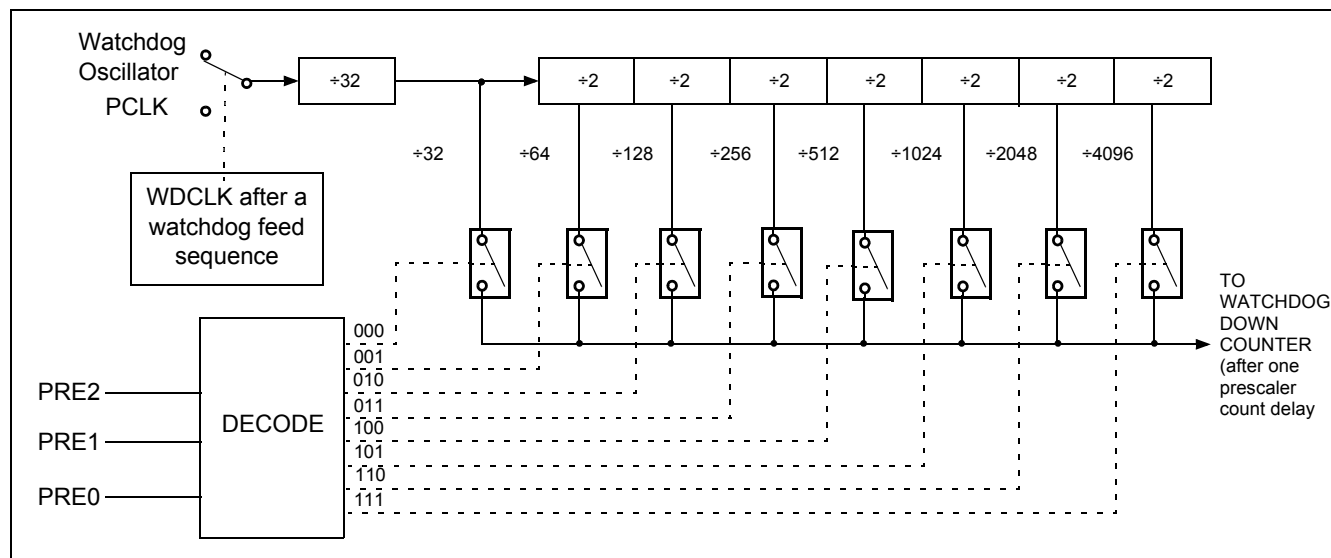 Watchdog
Oscillator
PCLK
÷32
÷2
÷2
÷2
÷2
÷2
÷2
÷2
÷32
÷64
÷128
÷256
÷512
÷1024
÷2048
÷4096
WDCLK after a
watchdog feed
sequence
TO
WATCHDOG
DOWN
COUNTER
(after one
prescaler
count delay
000
001
010
011
100
101
110
111
PRE2
PRE1
PRE0
DECODE